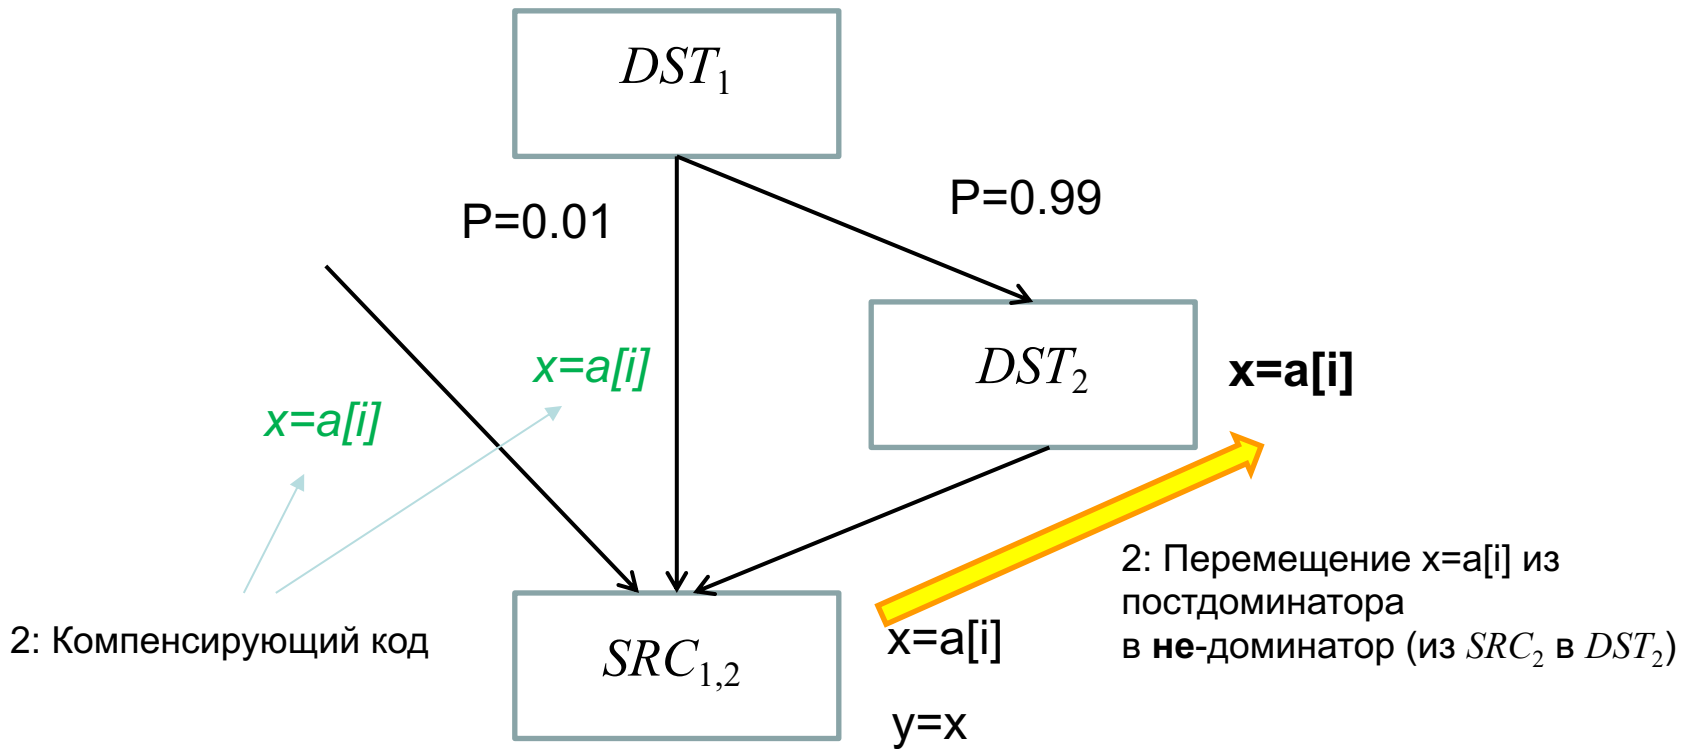 DST₁
P=0.01
P=0.99
x=a[i]
DST₂
x=a[i]
x=a[i]
2: Компенсирующий код
SRC₁,₂
x=a[i]
y=x
2: Перемещение x=a[i] из
постдоминатора
в не-доминатор (из SRC₂ в DST₂)